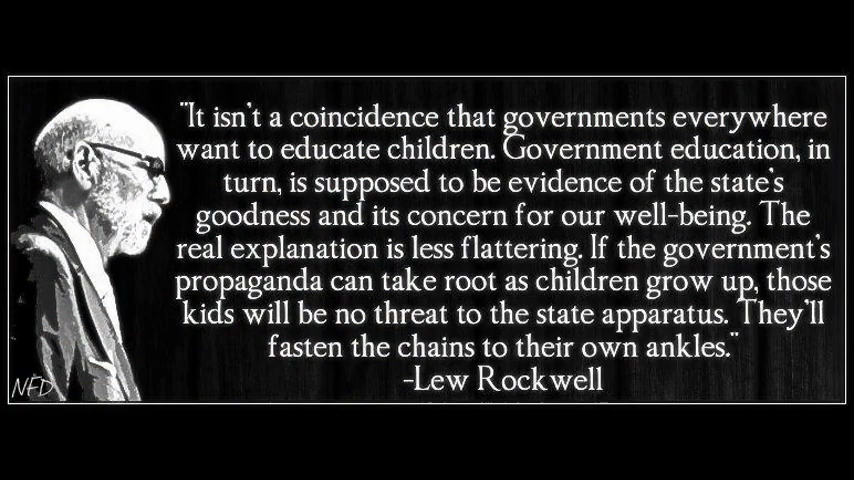 "It isn't a coincidence that governments everywhere
want to educate children. Government education, in
turn, is supposed to be evidence of the state's
goodness and its concern for our well-being. The
real explanation is less flattering. If the government's
propaganda can take root as children grow up, those
kids will be no threat to the state apparatus. They'll
fasten the chains to their own ankles."
-Lew Rockwell
NFD